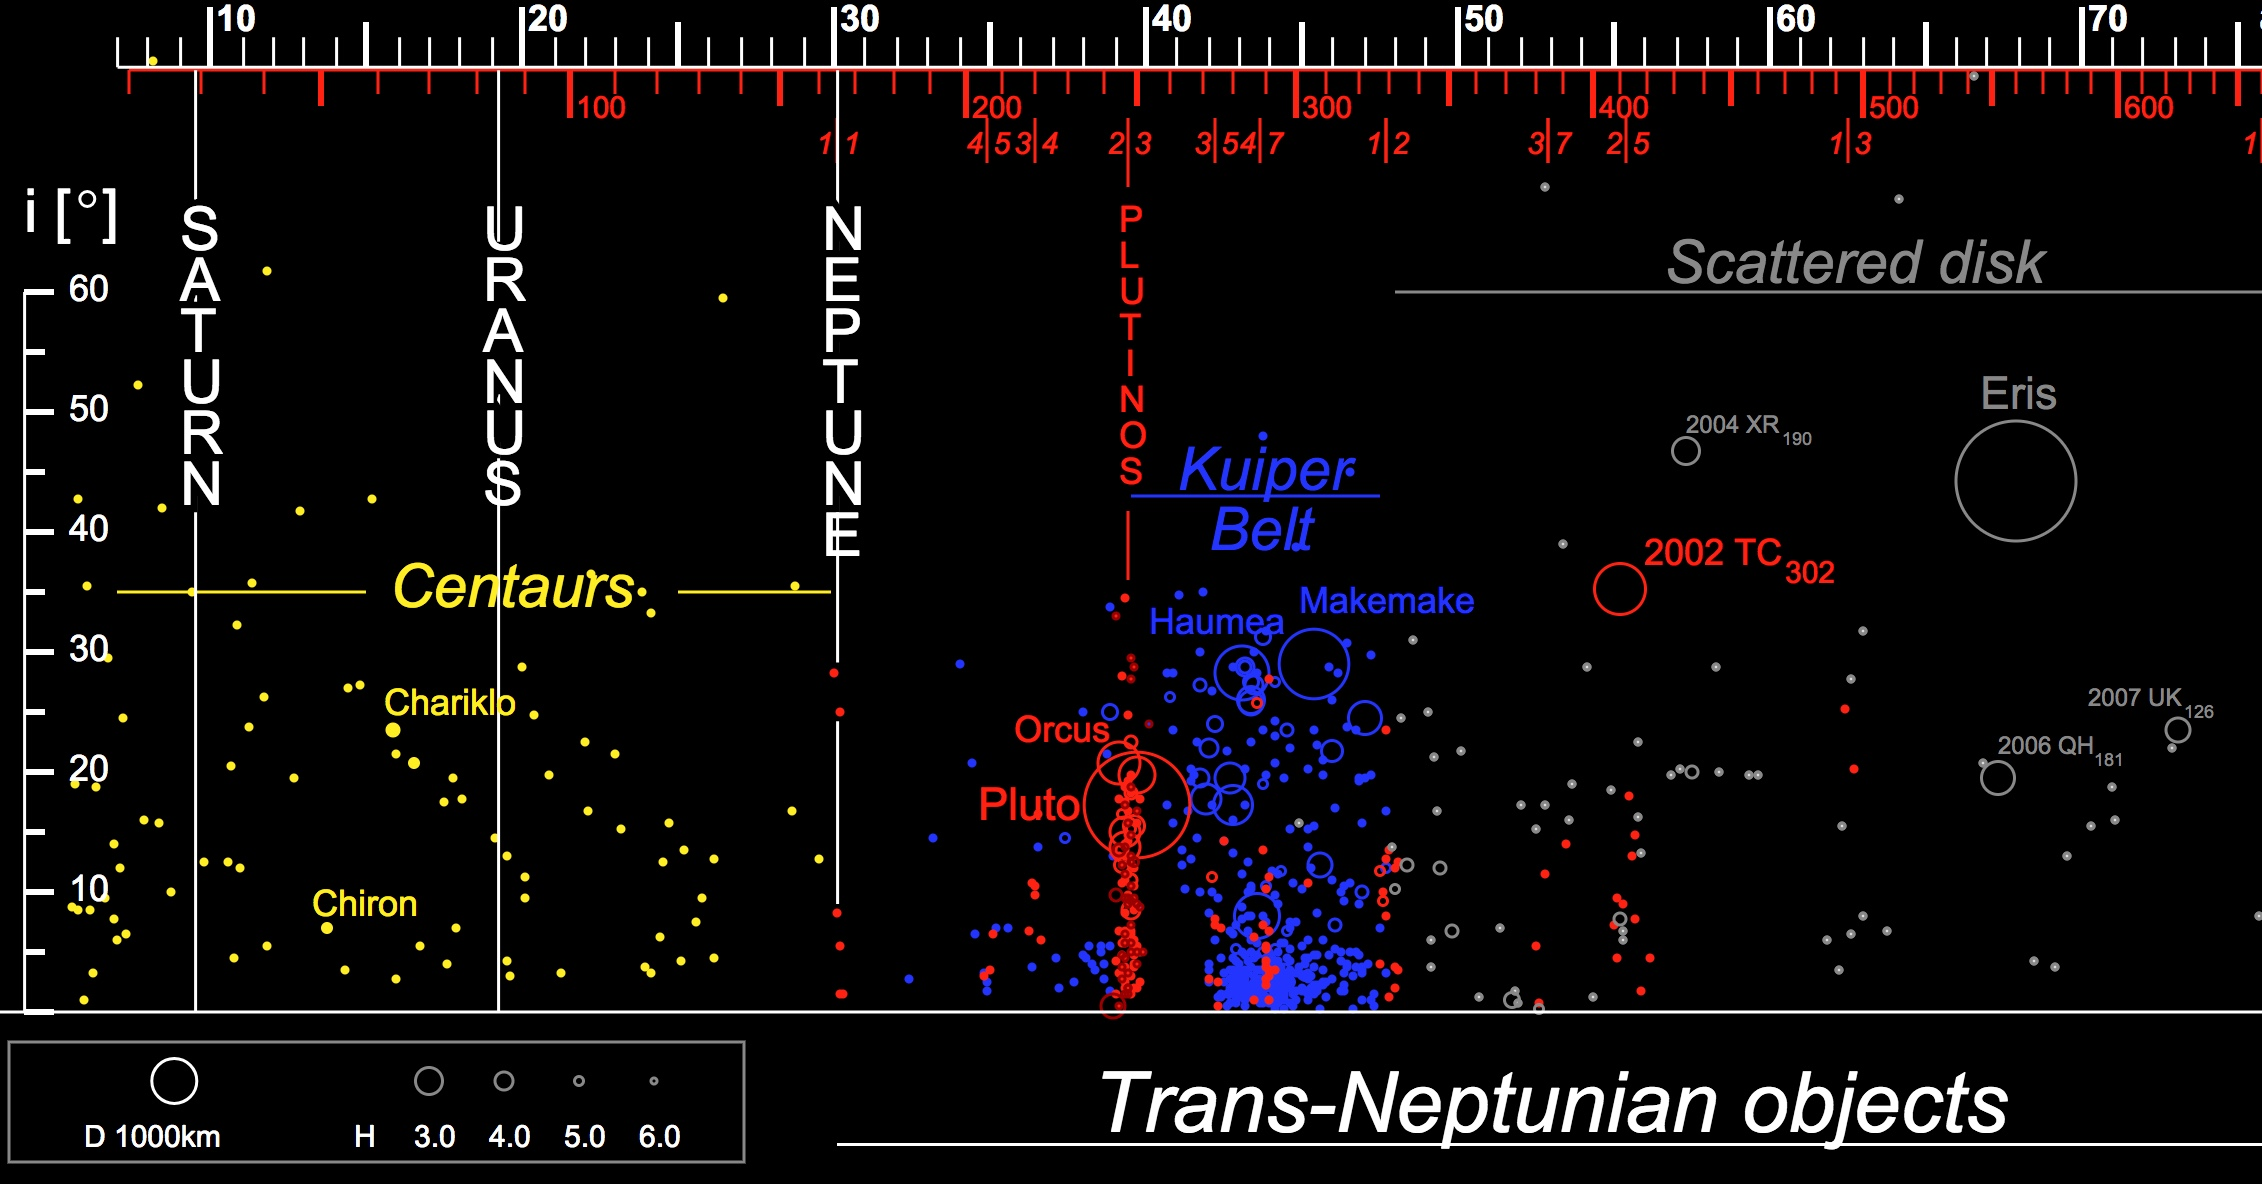 10 20 30 40 50 60 70
100 200 300 400 500 600
1|1 4|5 3|4 2|3 3|5 4|7 1|2 3|7 2|5 1|3 1|
i [°]
SATURN
URANUS
NEPTUNE
PLUTINOS
Scattered disk
60
50
40
30
20
10
Eris
2004 XR190
Kuiper
Belt
2002 TC302
Centaurs
Makemake
Haumea
Chariklo
2007 UK126
Orcus
2006 QH181
Pluto
Chiron
D 1000km H 3.0 4.0 5.0 6.0
Trans-Neptunian objects